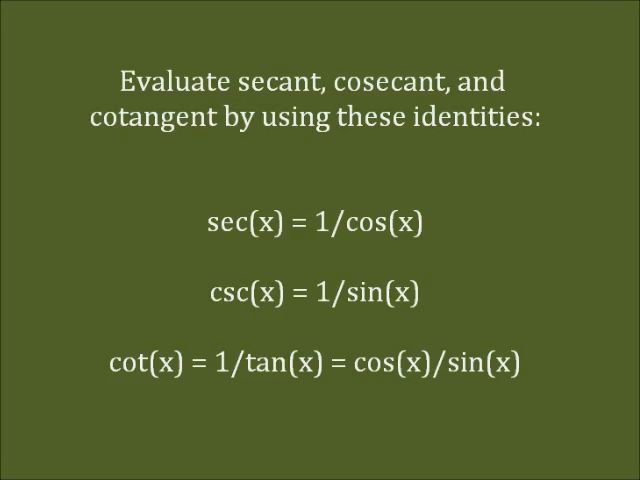 Evaluate secant, cosecant, and
cotangent by using these identities:
sec(x) = 1/cos(x)
csc(x) = 1/sin(x)
cot(x) = 1/tan(x) = cos(x)/sin(x)